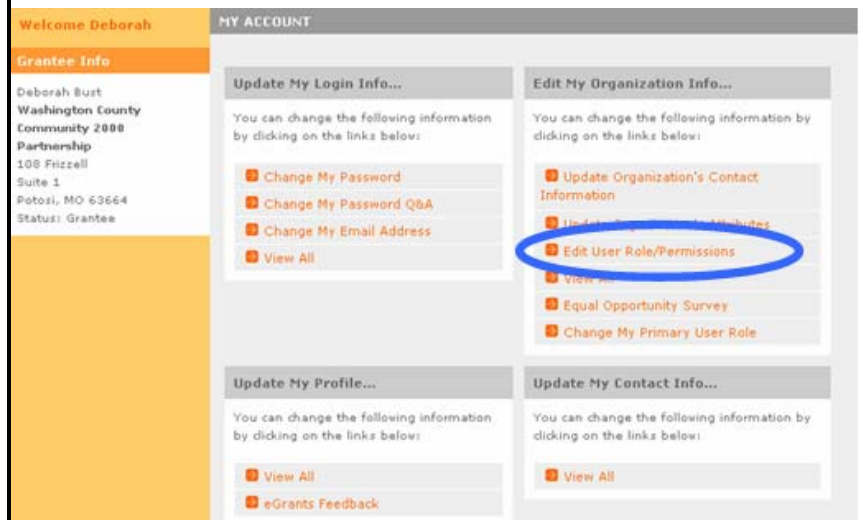 Welcome Deborah
Grantee Info
Deborah Bust
Washington County
Community 2000
Partnership
108 Frizzell
Suite 1
Potosi, MO 63664
Status: Grantee
MY ACCOUNT
Update My Login Info...
You can change the following information
by clicking on the links below:
Change My Password
Change My Password Q&A
Change My Email Address
View All
Edit My Organization Info...
You can change the following information by
clicking on the links below:
Update Organization's Contact
Information
Update Organization's Attributes
Edit User Role/Permissions
View All
Equal Opportunity Survey
Change My Primary User Role
Update My Profile...
You can change the following information
by clicking on the links below:
View All
eGrants Feedback
Update My Contact Info...
You can change the following information by
clicking on the links below:
View All